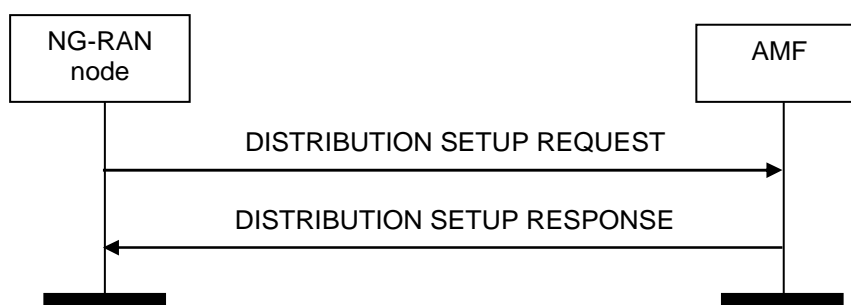 NG-RAN
node
AMF
DISTRIBUTION SETUP REQUEST
DISTRIBUTION SETUP RESPONSE